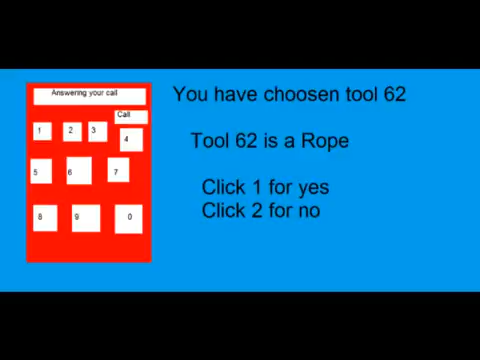 Answering your call
Call
1 2 3 4
5 6 7
8 9 0
You have choosen tool 62
Tool 62 is a Rope
Click 1 for yes
Click 2 for no